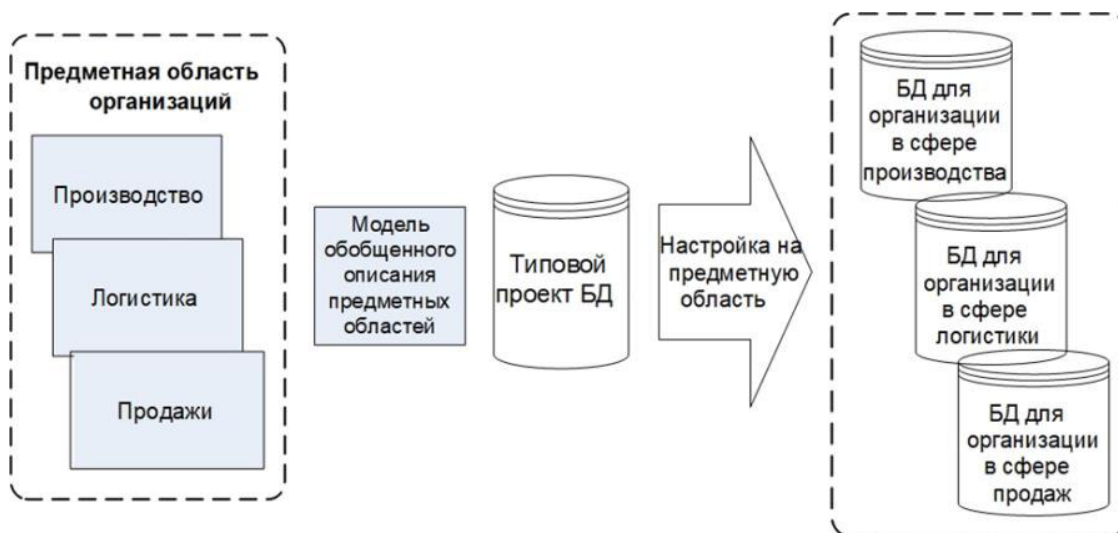 Предметная область
организаций
Производство
Логистика
Продажи
Модель
обобщенного
описания
предметных
областей
Типовой
проект БД
Настройка на
предметную
область
БД для
организации
в сфере
производства
БД для
организации
в сфере
логистики
БД для
организации
в сфере
продаж